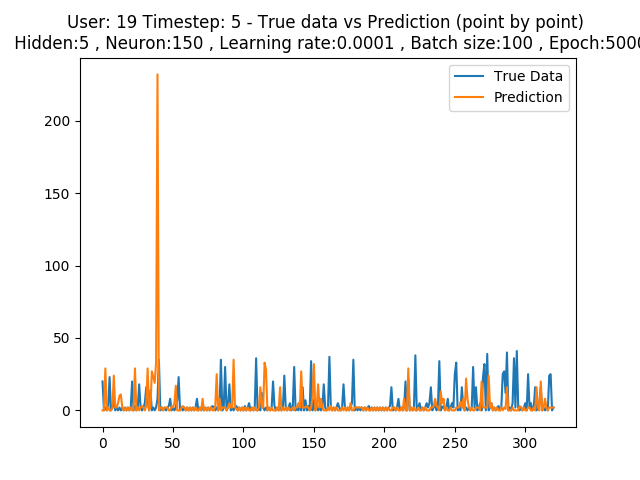 User: 19 Timestep: 5 - True data vs Prediction (point by point)
Hidden:5 , Neuron:150 , Learning rate:0.0001 , Batch size:100 , Epoch:5000
True Data
Prediction
200
150
100
50
0
0 50 100 150 200 250 300